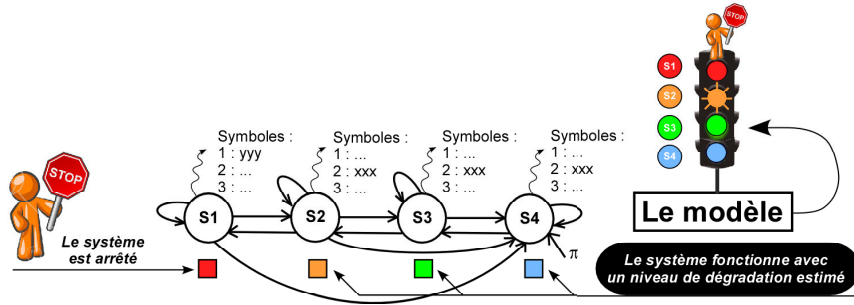 STOP
S1
S2
S3
S4
Le modèle
Symboles :
1 : yyy
2 : ...
3 : ...
Symboles :
1 : ...
2 : xxx
3 : ...
Symboles :
1 : ...
2 : xxx
3 : ...
Symboles :
1 : ...
2 : xxx
3 : ...
STOP
S1
S2
S3
S4
π
Le système
est arrêté
Le système fonctionne avec
un niveau de dégradation estimé